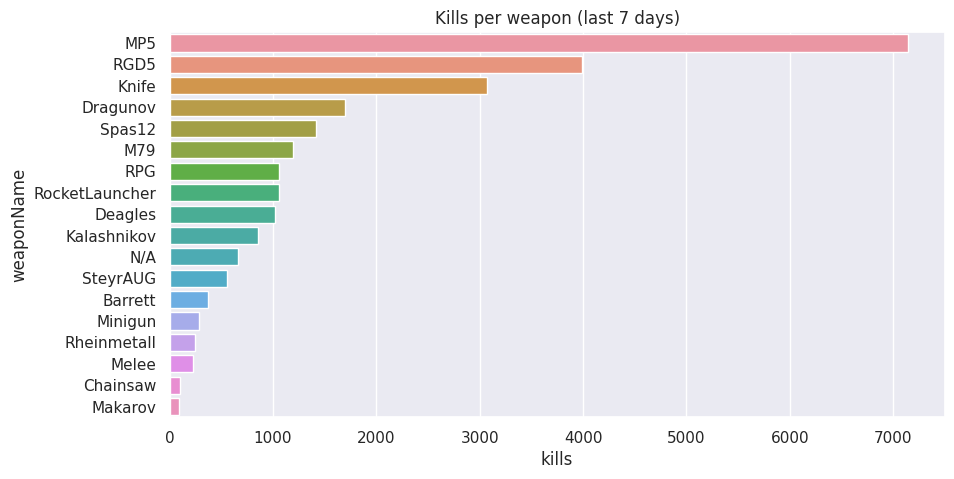 Kills per weapon (last 7 days)
weaponName
MP5
RGD5
Knife
Dragunov
Spas12
M79
RPG
RocketLauncher
Deagles
Kalashnikov
N/A
SteyrAUG
Barrett
Minigun
Rheinmetall
Melee
Chainsaw
Makarov
0 1000 2000 3000 4000 5000 6000 7000
kills